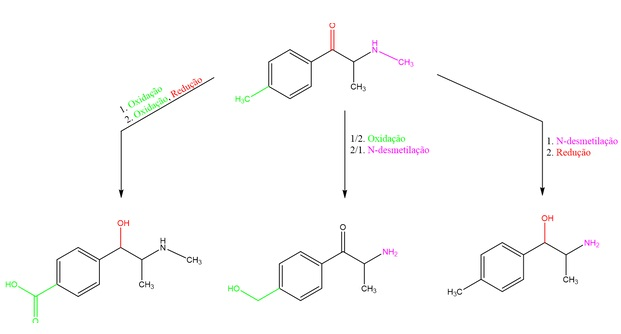 O
H
N
CH₃
CH₃
H₃C
1. Oxidação
2. Oxidação, Redução
1/2. Oxidação
2/1. N-desmetilação
1. N-desmetilação
2. Redução
OH
H
N
CH₃
CH₃
HO
O
O
NH₂
CH₃
HO
OH
NH₂
CH₃
H₃C